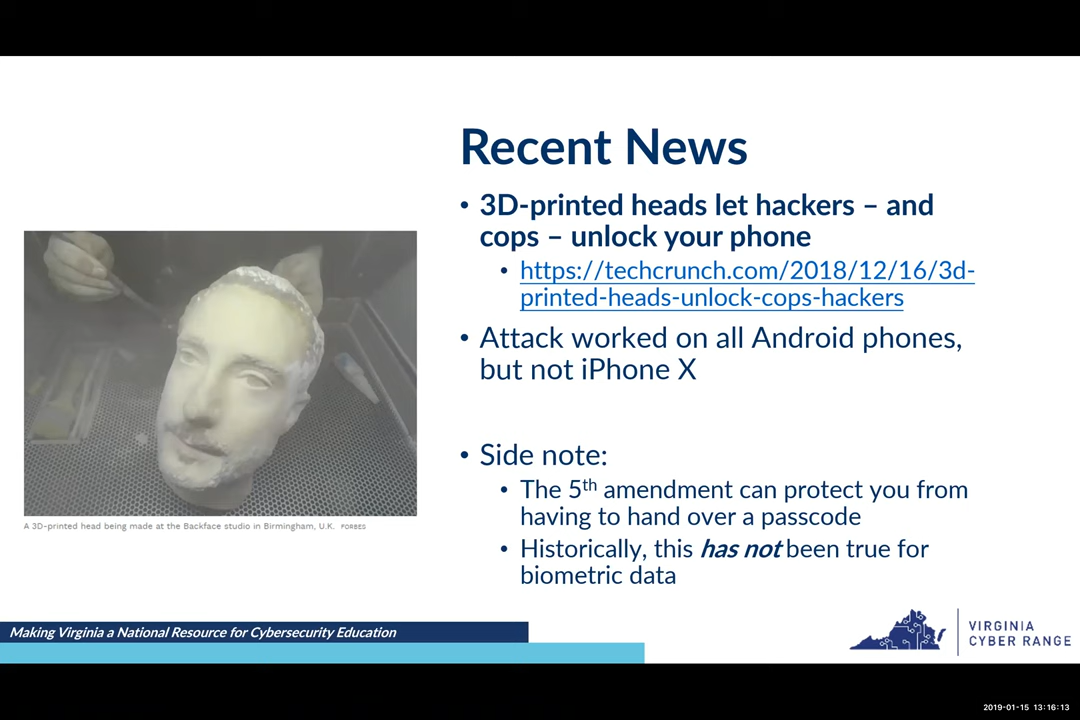 Recent News
• 3D-printed heads let hackers – and
cops – unlock your phone
• https://techcrunch.com/2018/12/16/3d-
printed-heads-unlock-cops-hackers
• Attack worked on all Android phones,
but not iPhone X
• Side note:
• The 5th amendment can protect you from
having to hand over a passcode
• Historically, this has not been true for
biometric data
A 3D-printed head being made at the Backface studio in Birmingham, U.K. FORBES
Making Virginia a National Resource for Cybersecurity Education
VIRGINIA
CYBER RANGE
2019-01-15 13:16:13